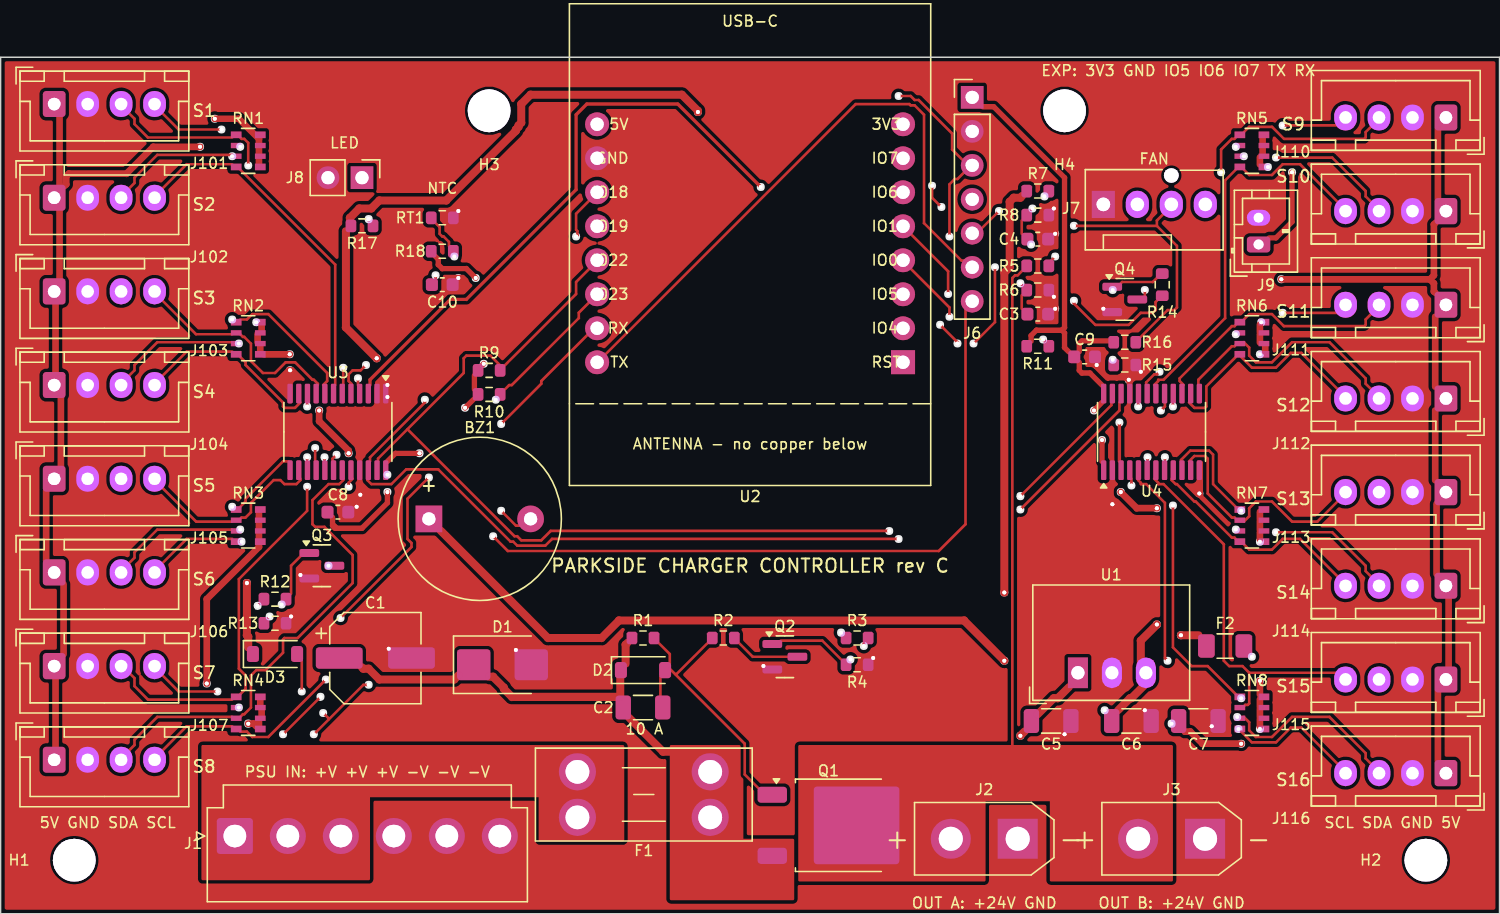 USB-C
EXP: 3V3 GND IO5 IO6 IO7 TX RX
S1
RN1
5V
3V3
RN5
S9
LED
J101
GND
IO7
H3
H4
FAN
J110
J8
NTC
R7
S10
S2
RT1
O18
IO6
R8
J7
R17
O19
IO1
C4
R18
J102
O22
IO0
R5
Q4
J9
S3
C10
O23
IO5
R6
R14
S11
RN2
RX
IO4
C3
RN6
J6
J103
R9
TX
RST
R11
C9
R16
R15
J111
U3
S4
R10
S12
BZ1
J104
ANTENNA — no copper below
J112
S5
RN3
C8
+
U2
U4
RN7
S13
J105
Q3
J113
PARKSIDE CHARGER CONTROLLER rev C
S6
R12
U1
S14
C1
J106
R13
+
D1
R1
R2
Q2
R3
F2
J114
S7
D3
D2
R4
S15
RN4
RN8
J107
C2
10 A
C5
C6
C7
J115
S8
PSU IN: +V +V +V -V -V -V
Q1
S16
J2
J3
5V GND SDA SCL
J116
SCL SDA GND 5V
J1
F1
+
—
+
—
H1
H2
OUT A: +24V GND
OUT B: +24V GND